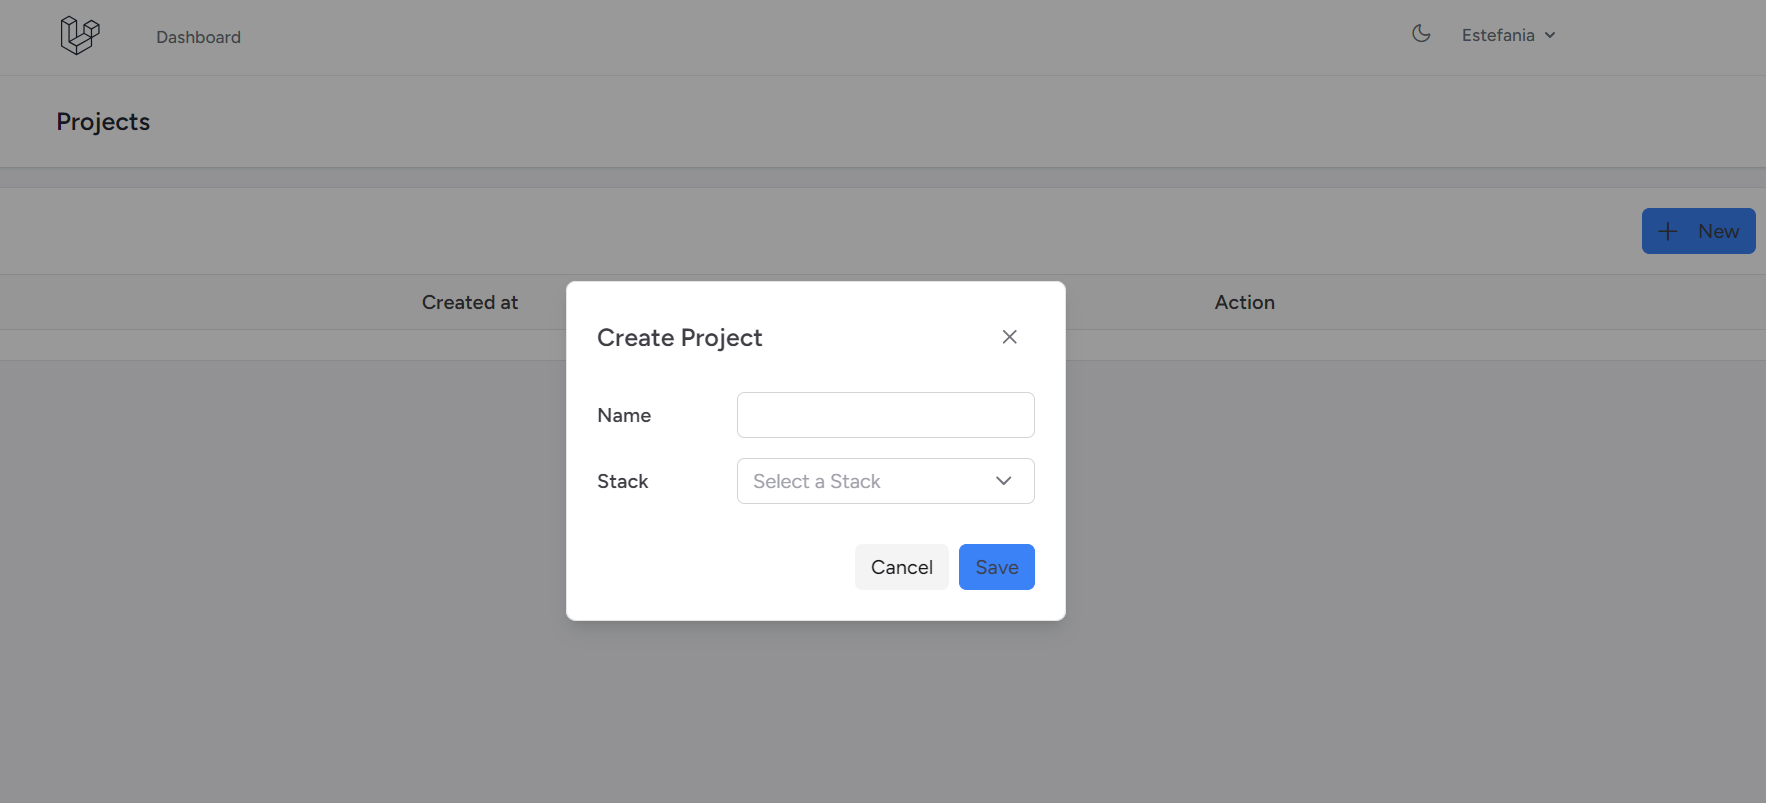 Dashboard
Estefania
Projects
New
Created at
Action
Create Project
Name
Stack
Select a Stack
Cancel
Save